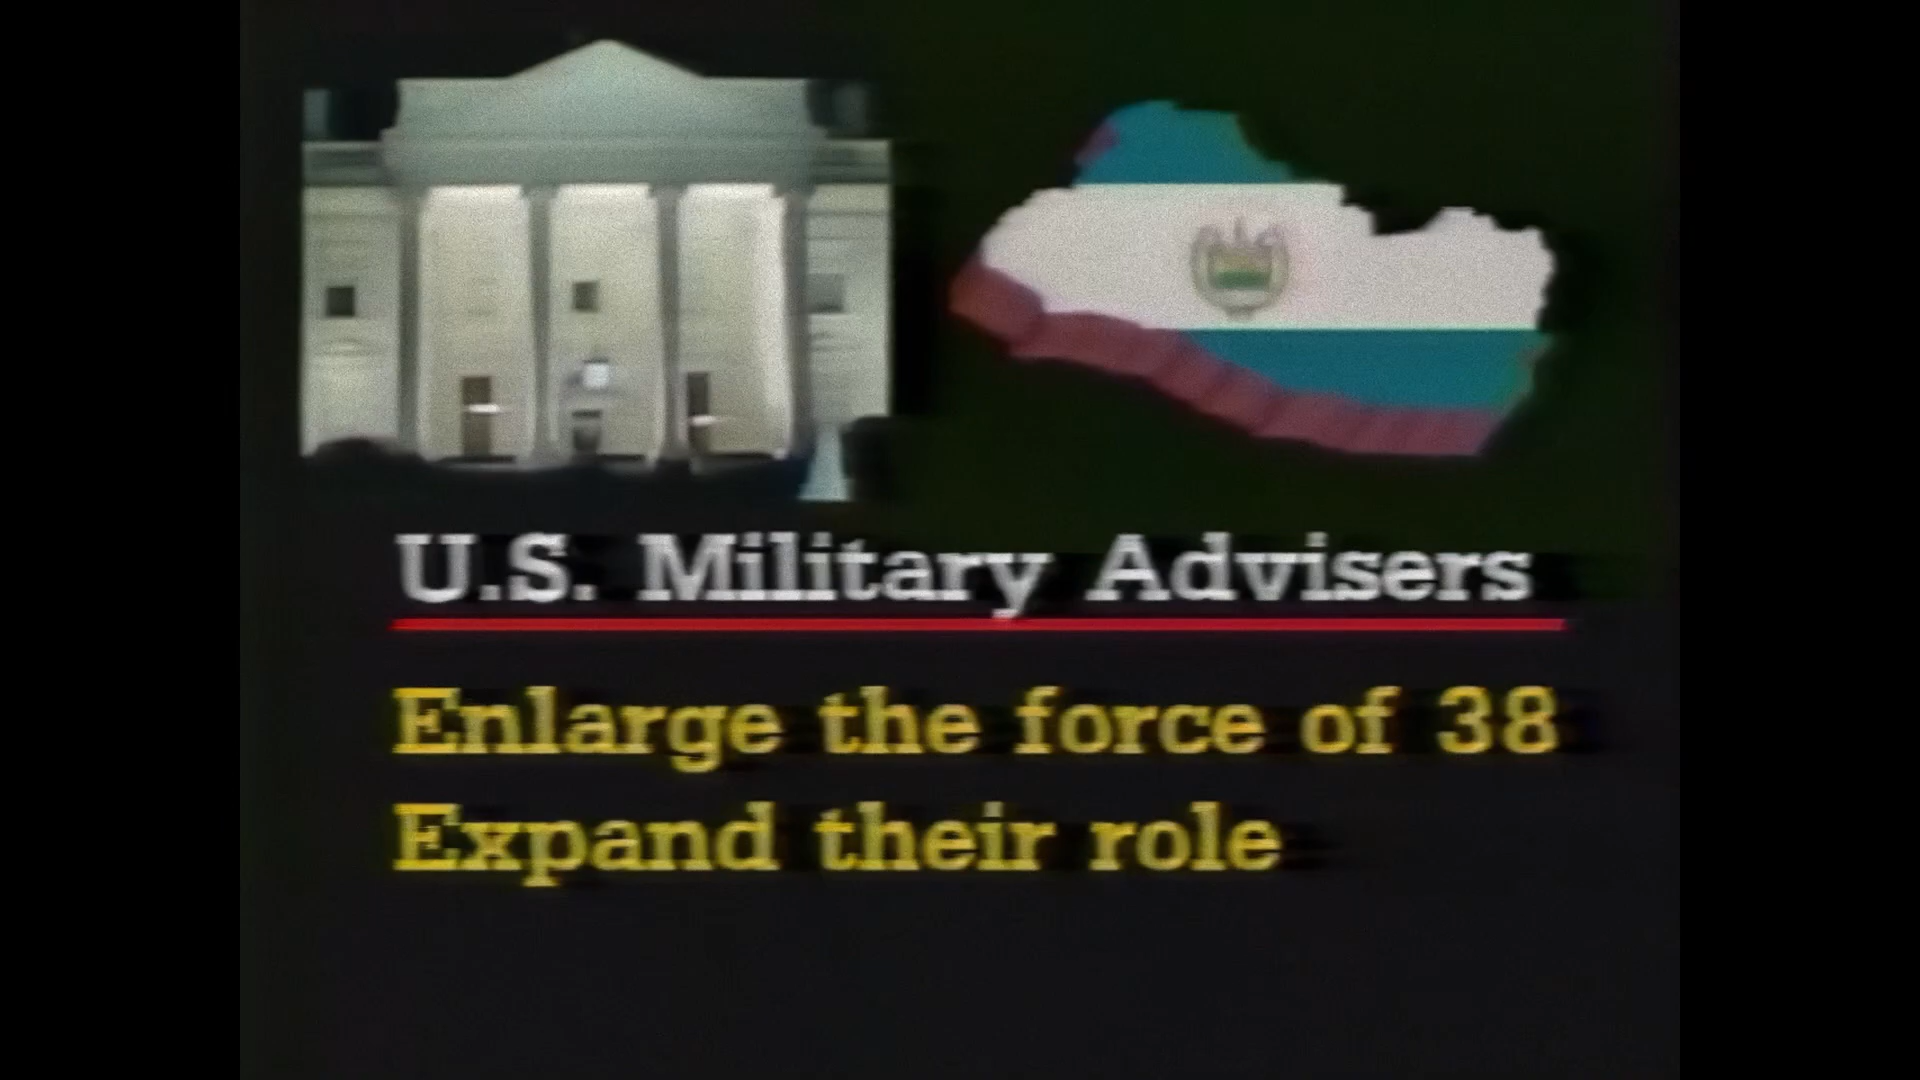 U.S. Military Advisers
Enlarge the force of 38
Expand their role